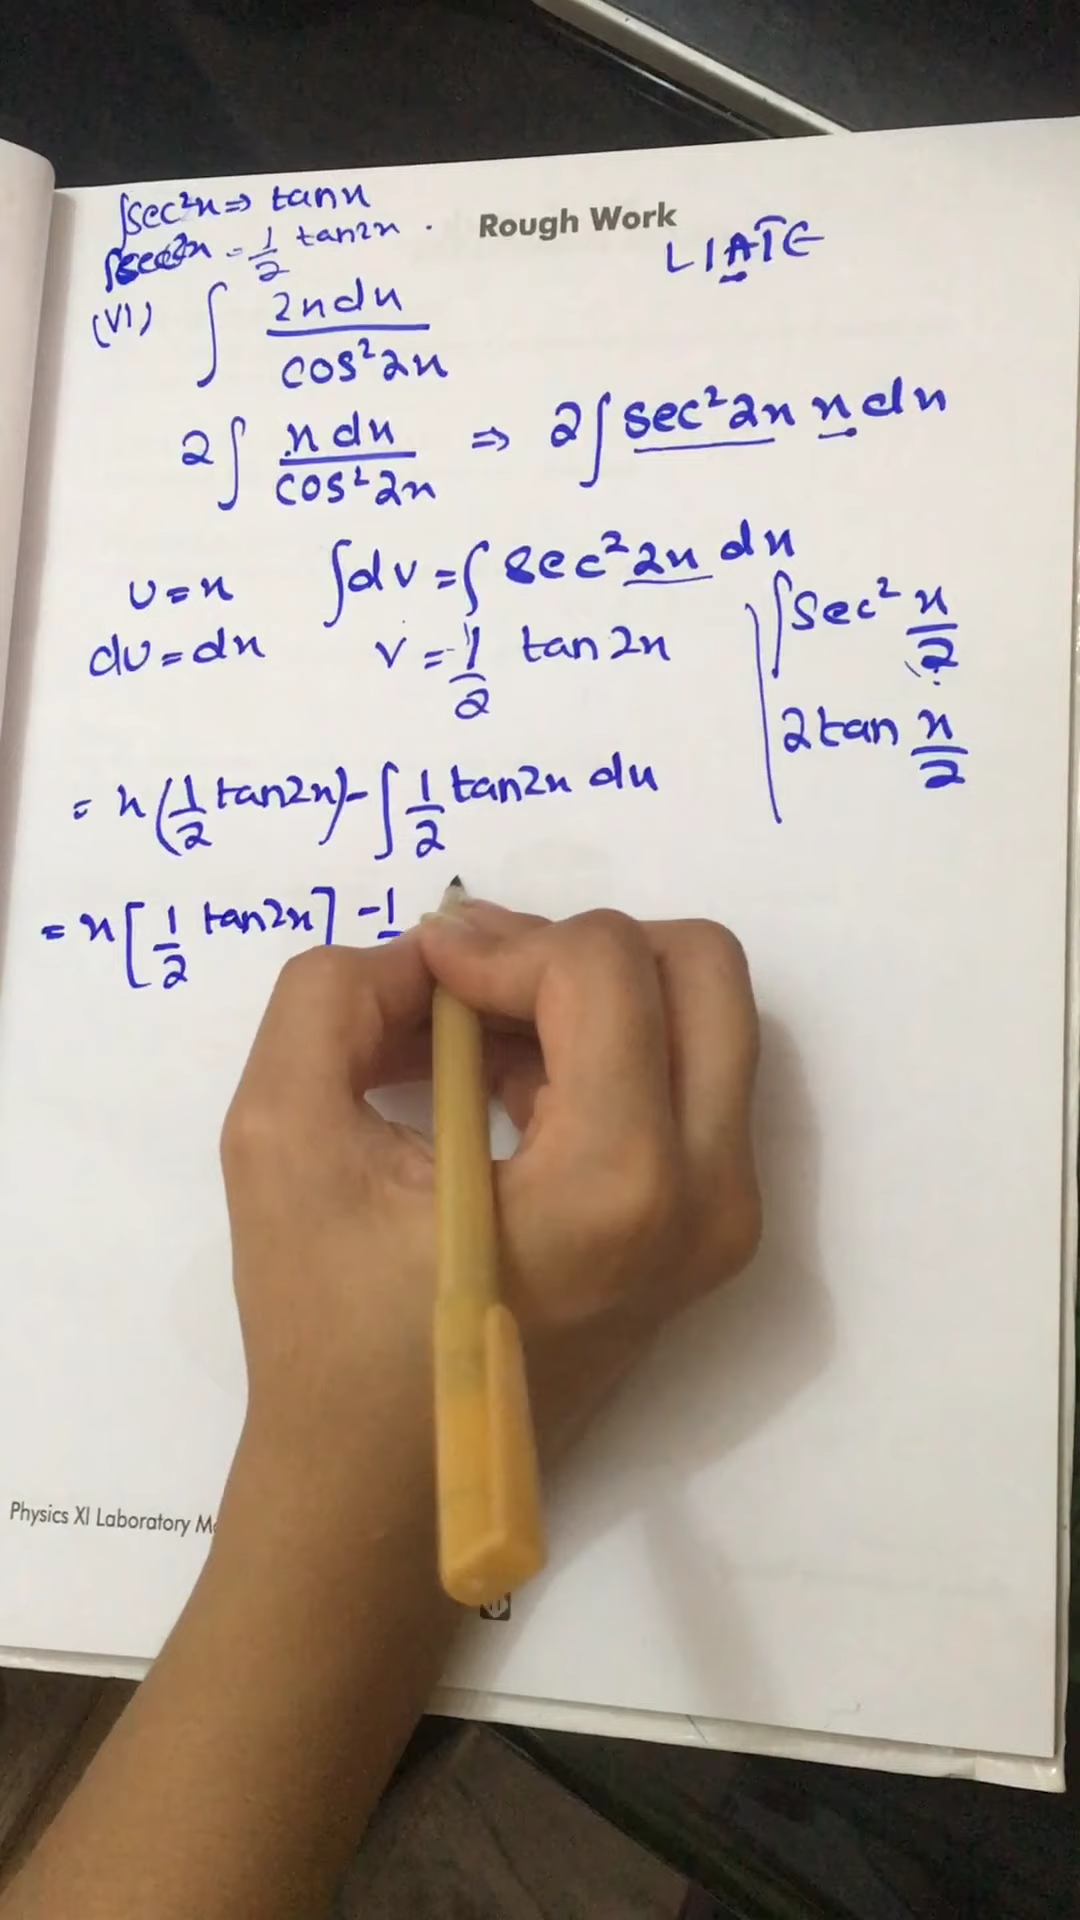 ∫sec²x ⇒ tanx
∫sec²2x = 1/2 tan2x .
Rough Work
LIATE
(VI) ∫ 2xdx / cos²2x
2∫ xdx / cos²2x ⇒ 2∫ sec²2x x dx
u=x ∫dv = ∫ sec²2x dx
du=dx v = 1/2 tan2x
∫sec² x/2
2tan x/2
= x(1/2 tan2x) - ∫ 1/2 tan2x dx
= x[1/2 tan2x] - 1
Physics XI Laboratory